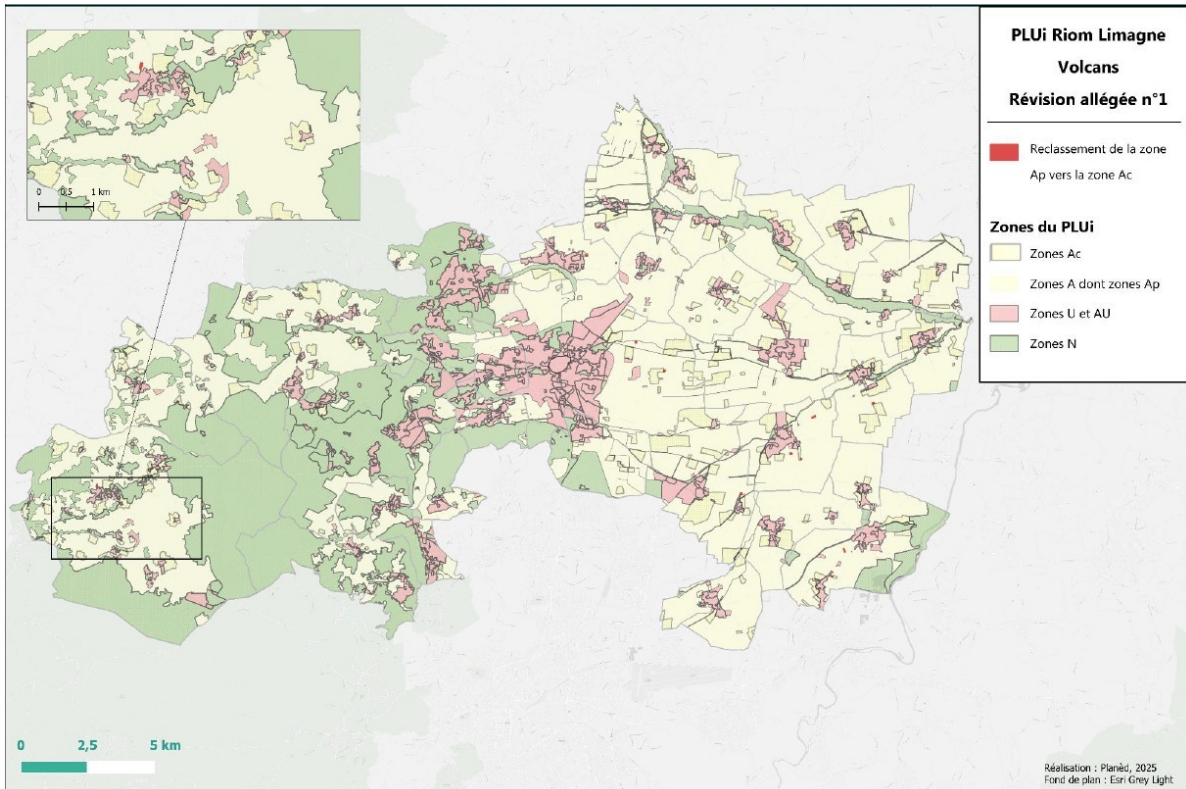 PLUi Riom Limagne
Volcans
Révision allégée n°1
Reclassement de la zone
Ap vers la zone Ac
Zones du PLUi
Zones Ac
Zones A dont zones Ap
Zones U et AU
Zones N
0 0,5 1 km
0 2,5 5 km
Réalisation : Planèd, 2025
Fond de plan : Esri Grey Light